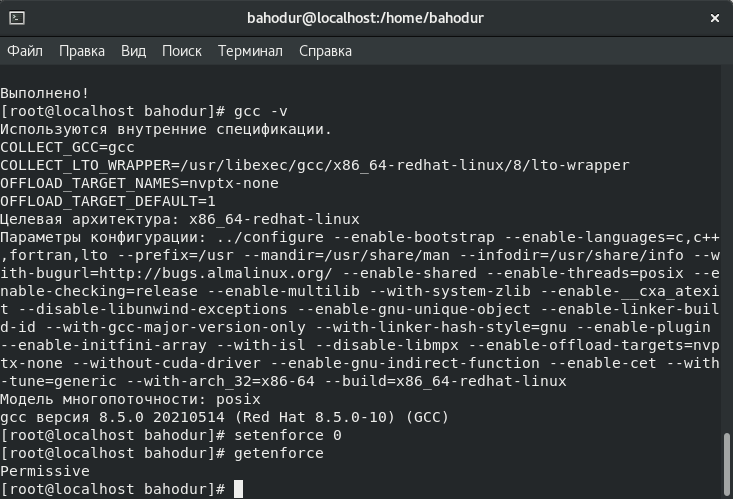 bahodur@localhost:/home/bahodur
Файл Правка Вид Поиск Терминал Справка
Выполнено!
[root@localhost bahodur]# gcc -v
Используются внутренние спецификации.
COLLECT_GCC=gcc
COLLECT_LTO_WRAPPER=/usr/libexec/gcc/x86_64-redhat-linux/8/lto-wrapper
OFFLOAD_TARGET_NAMES=nvptx-none
OFFLOAD_TARGET_DEFAULT=1
Целевая архитектура: x86_64-redhat-linux
Параметры конфигурации: ../configure --enable-bootstrap --enable-languages=c,c++
,fortran,lto --prefix=/usr --mandir=/usr/share/man --infodir=/usr/share/info --w
ith-bugurl=http://bugs.almalinux.org/ --enable-shared --enable-threads=posix --e
nable-checking=release --enable-multilib --with-system-zlib --enable-__cxa_atexi
t --disable-libunwind-exceptions --enable-gnu-unique-object --enable-linker-buil
d-id --with-gcc-major-version-only --with-linker-hash-style=gnu --enable-plugin
--enable-initfini-array --with-isl --disable-libmpx --enable-offload-targets=nvp
tx-none --without-cuda-driver --enable-gnu-indirect-function --enable-cet --with
-tune=generic --with-arch_32=x86-64 --build=x86_64-redhat-linux
Модель многопоточности: posix
gcc версия 8.5.0 20210514 (Red Hat 8.5.0-10) (GCC)
[root@localhost bahodur]# setenforce 0
[root@localhost bahodur]# getenforce
Permissive
[root@localhost bahodur]#